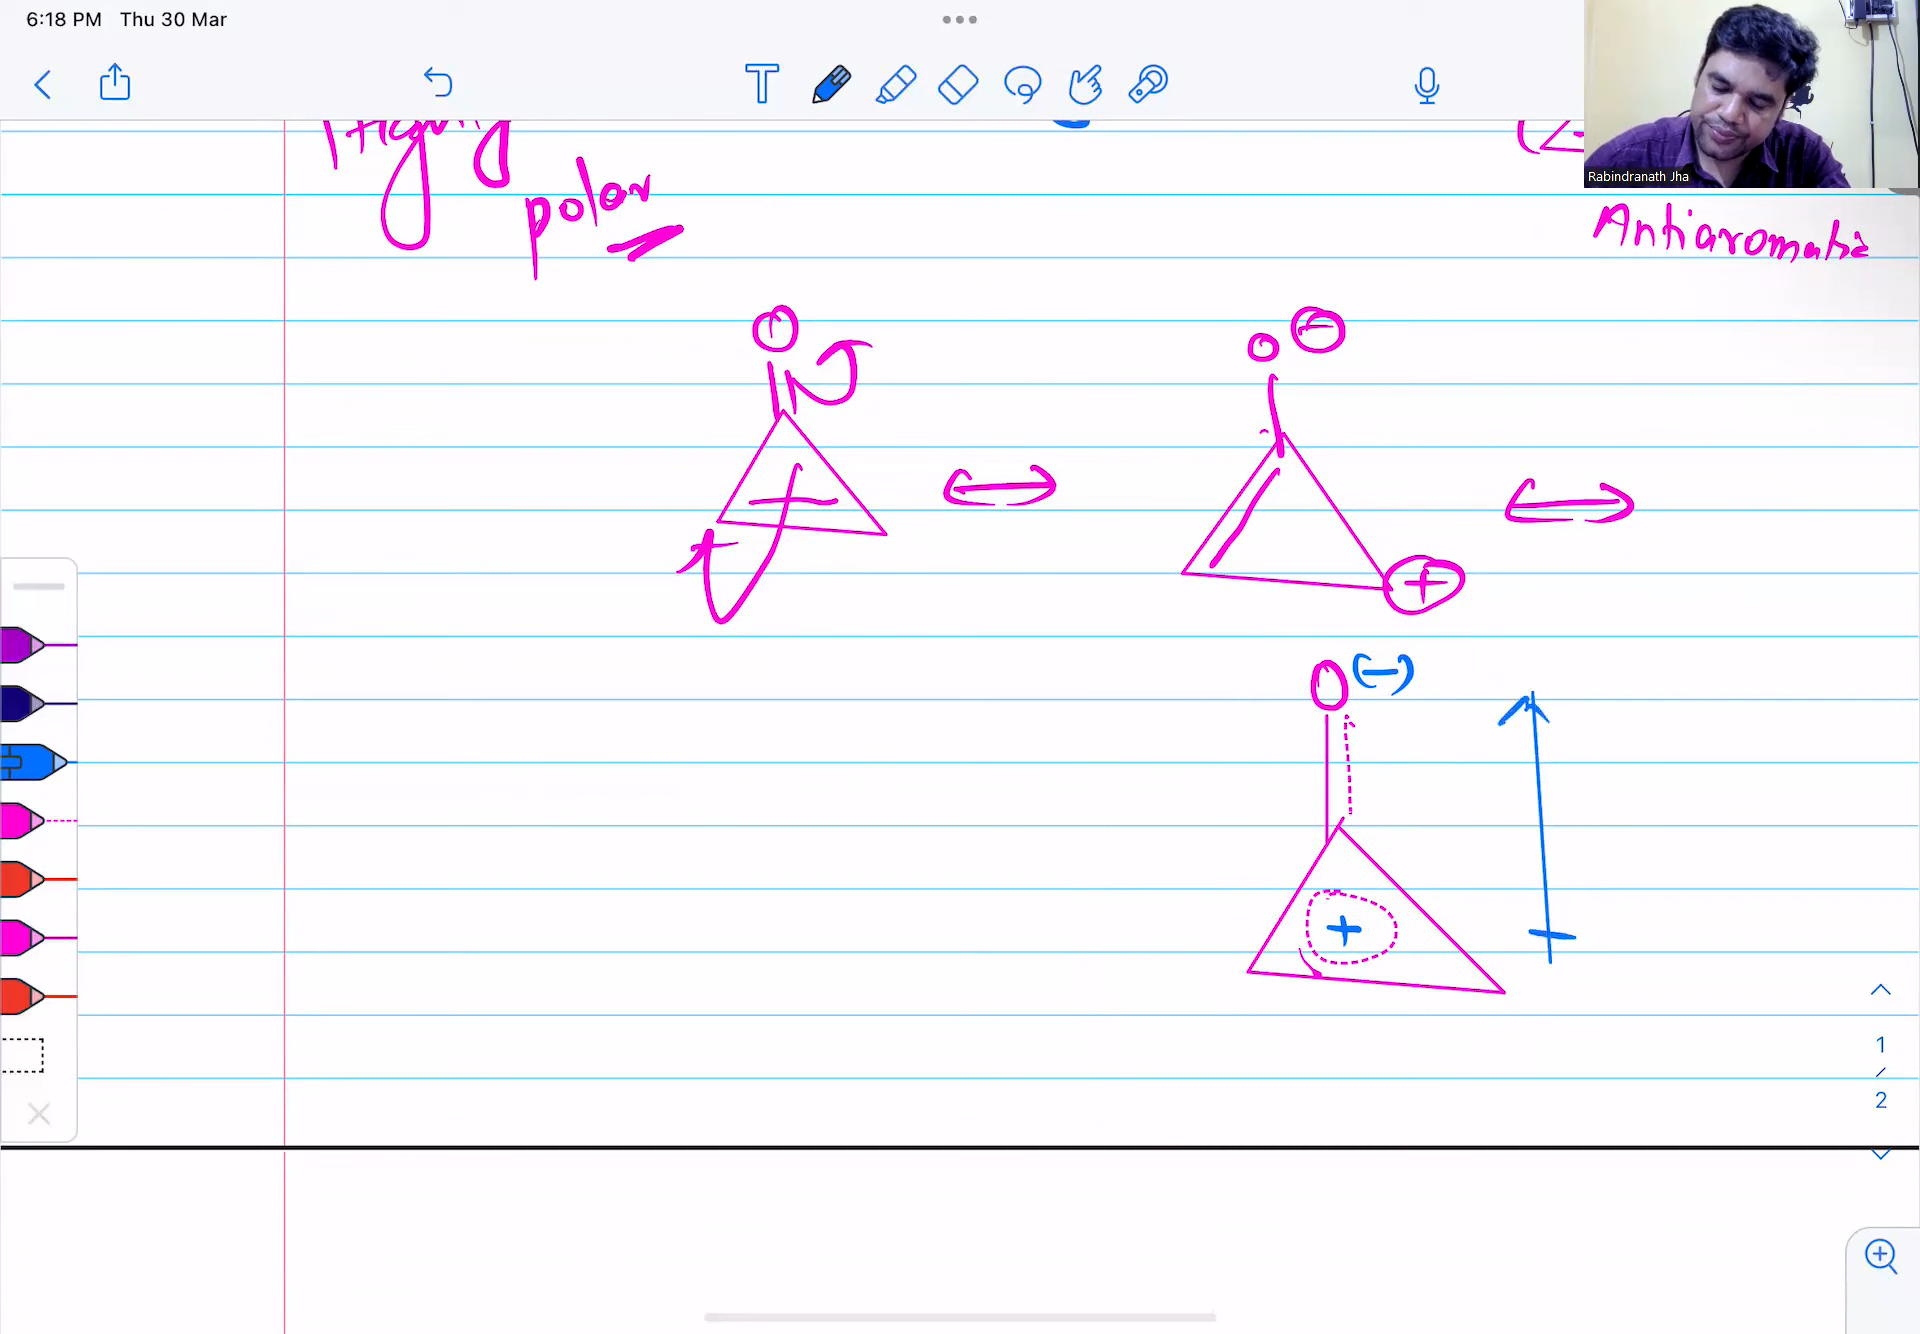 6:18 PM Thu 30 Mar
T
Rabindranath Jha
polar
Antiaromatic
O
O −
+
O (−)
+
1
/
2